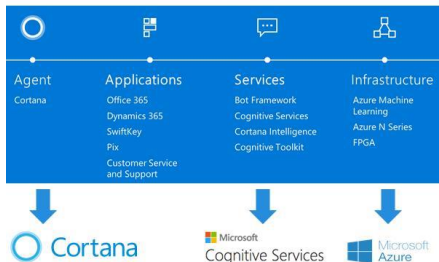 Agent
Cortana
Applications
Office 365
Dynamics 365
SwiftKey
Pix
Customer Service
and Support
Services
Bot Framework
Cognitive Services
Cortana Intelligence
Cognitive Toolkit
Infrastructure
Azure Machine
Learning
Azure N Series
FPGA
Cortana
Microsoft
Cognitive Services
Microsoft
Azure